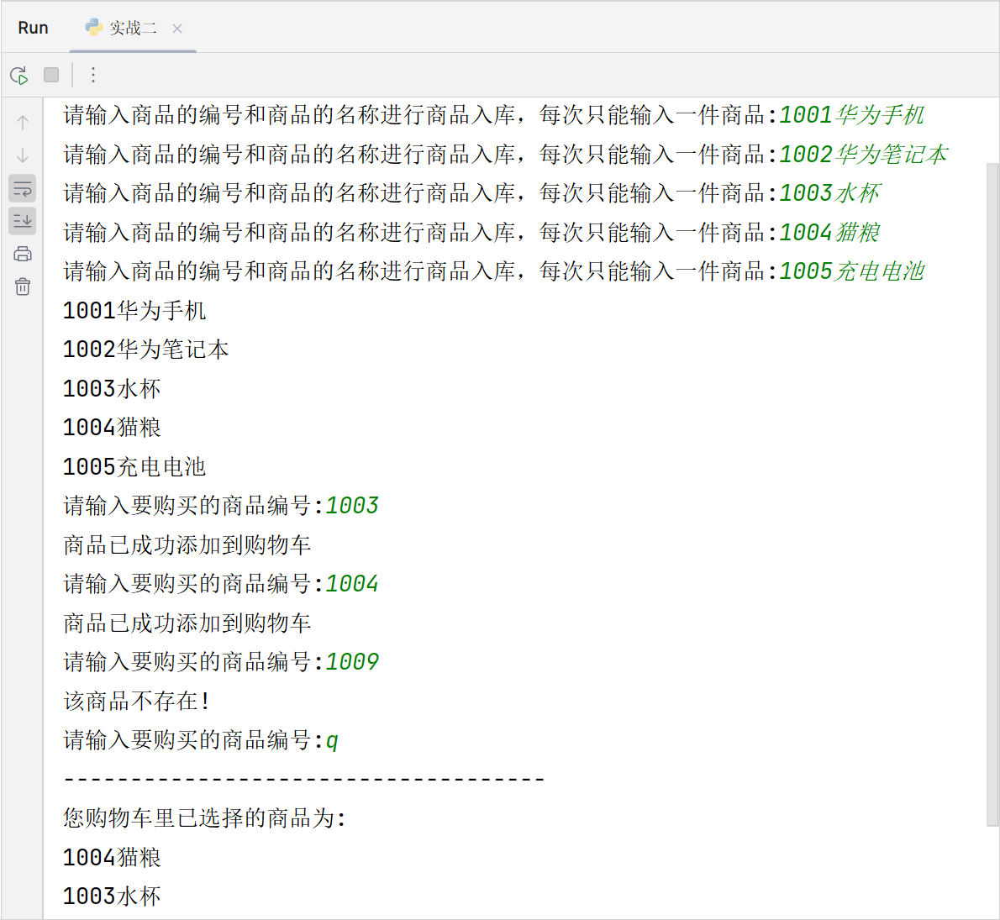 Run 实战二
请输入商品的编号和商品的名称进行商品入库，每次只能输入一件商品:1001华为手机
请输入商品的编号和商品的名称进行商品入库，每次只能输入一件商品:1002华为笔记本
请输入商品的编号和商品的名称进行商品入库，每次只能输入一件商品:1003水杯
请输入商品的编号和商品的名称进行商品入库，每次只能输入一件商品:1004猫粮
请输入商品的编号和商品的名称进行商品入库，每次只能输入一件商品:1005充电电池
1001华为手机
1002华为笔记本
1003水杯
1004猫粮
1005充电电池
请输入要购买的商品编号:1003
商品已成功添加到购物车
请输入要购买的商品编号:1004
商品已成功添加到购物车
请输入要购买的商品编号:1009
该商品不存在!
请输入要购买的商品编号:q
------------------------------------
您购物车里已选择的商品为:
1004猫粮
1003水杯